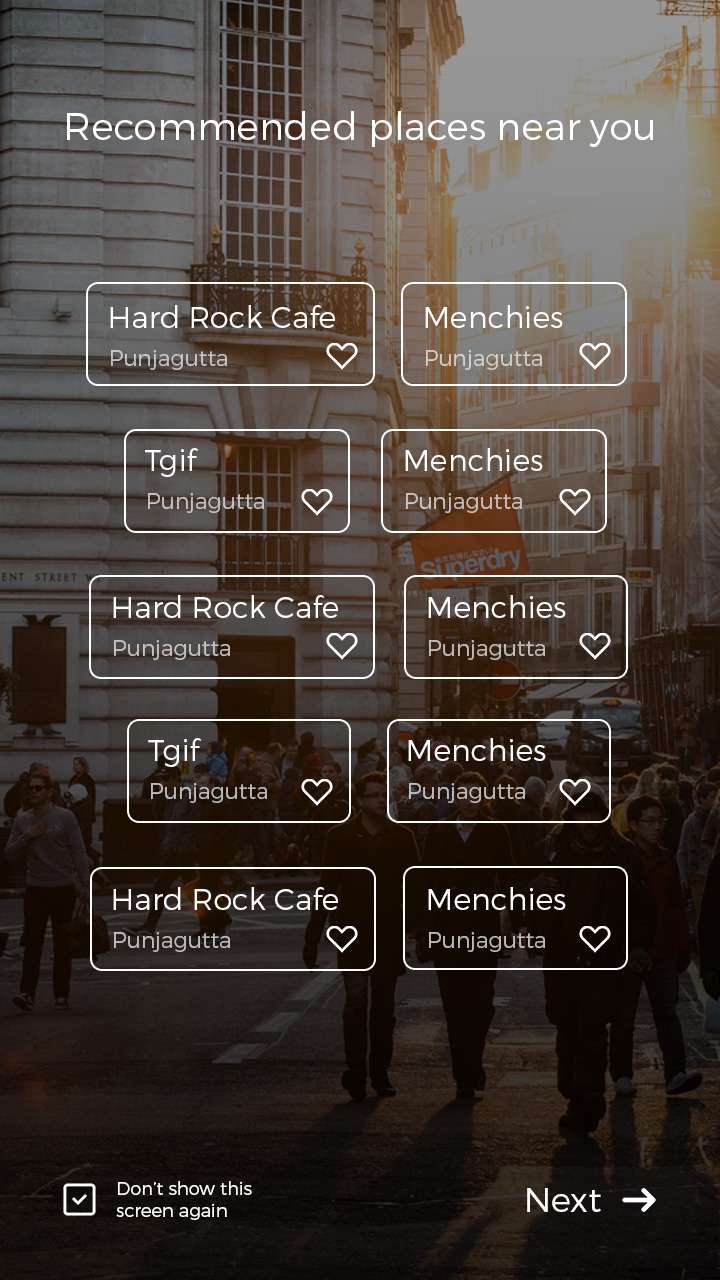 Recommended places near you
Hard Rock Cafe
Punjagutta
Menchies
Punjagutta
Tgif
Punjagutta
Menchies
Punjagutta
Superdry
ENT STREET
Hard Rock Cafe
Punjagutta
Menchies
Punjagutta
Tgif
Punjagutta
Menchies
Punjagutta
Hard Rock Cafe
Punjagutta
Menchies
Punjagutta
Don't show this
screen again
Next